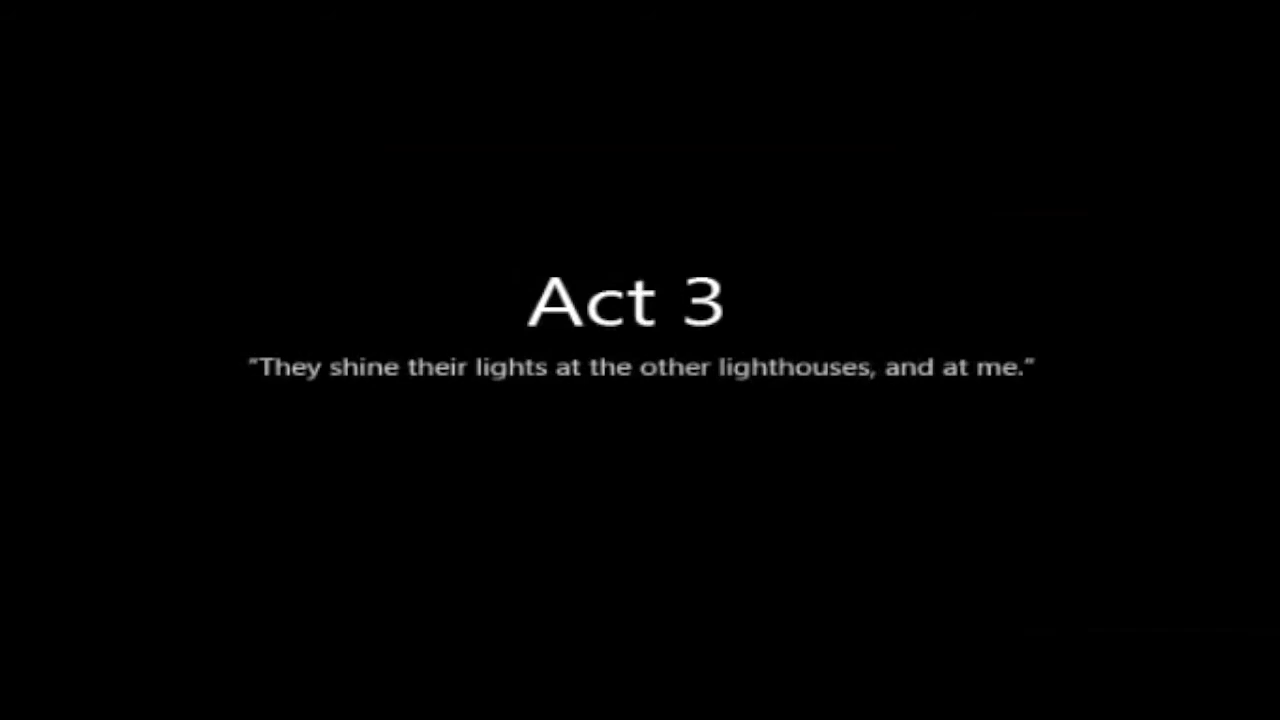 Act 3
"They shine their lights at the other lighthouses, and at me."